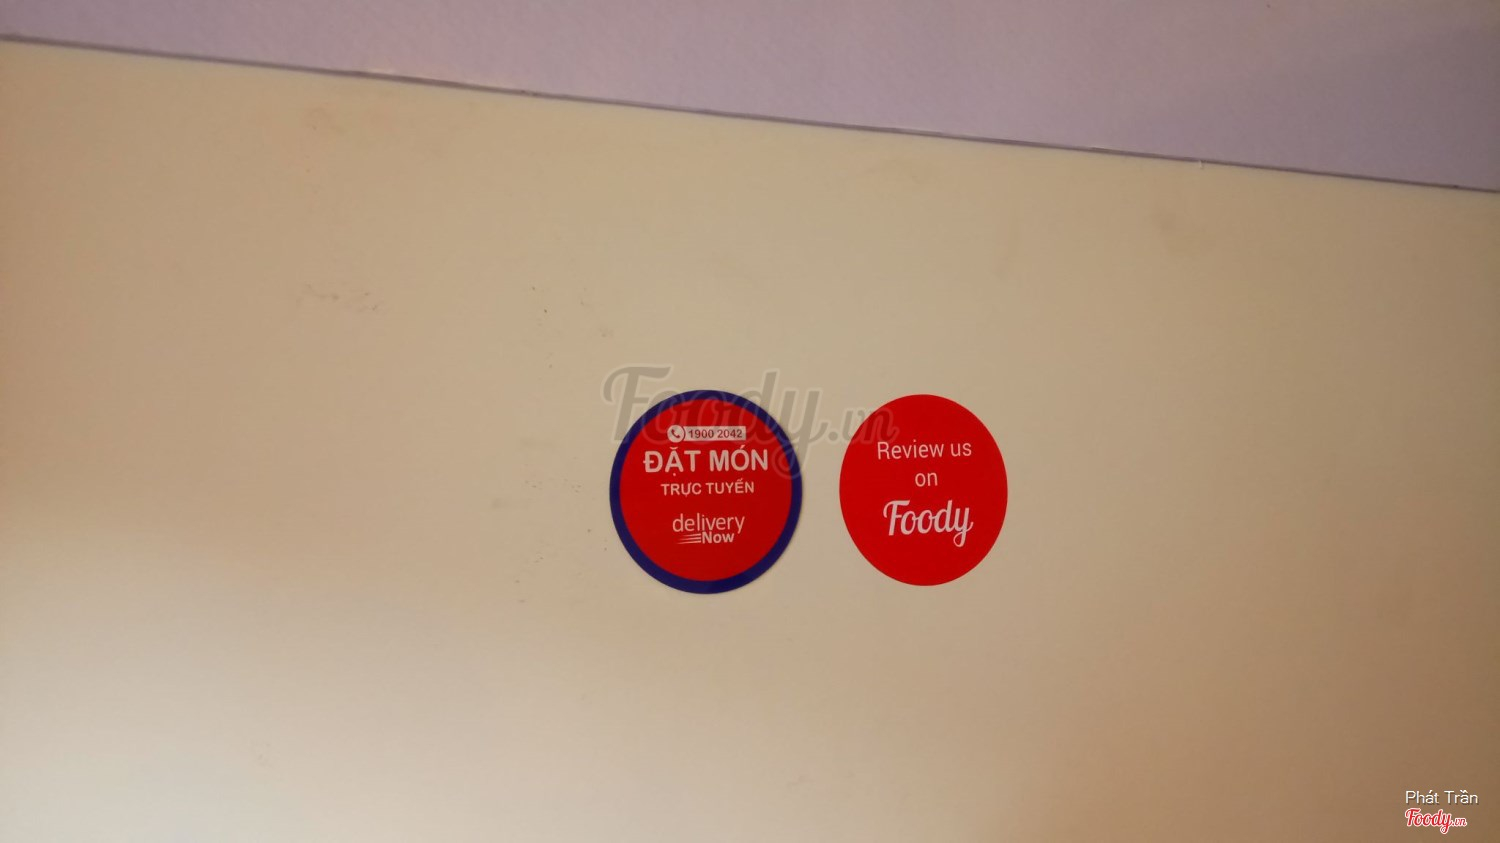 Foody.vn
1900 2042
ĐẶT MÓN
TRỰC TUYẾN
delivery
Now
Review us
on
Foody
Phát Trần
Foody.vn